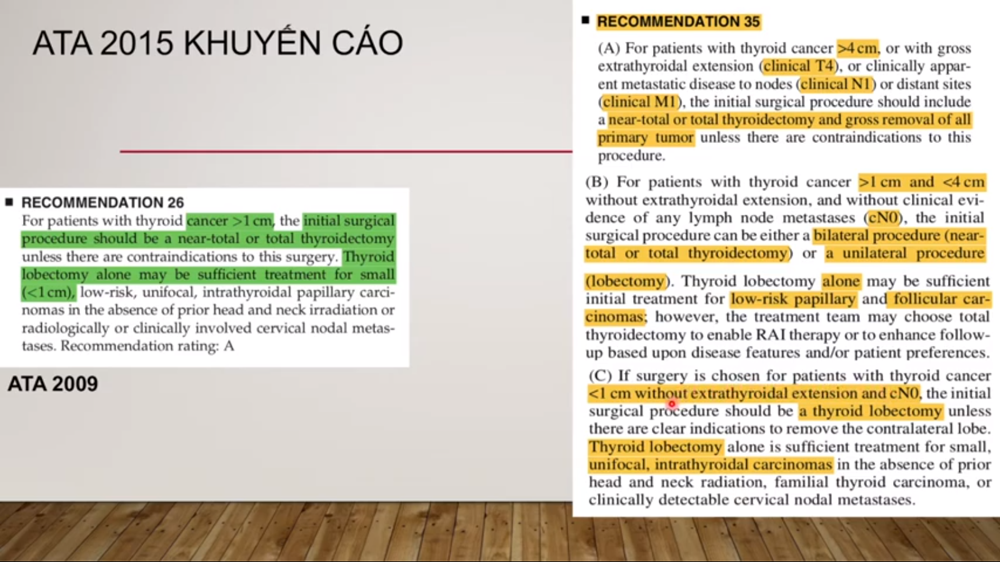 ATA 2015 KHUYẾN CÁO
■ RECOMMENDATION 26
For patients with thyroid cancer >1 cm, the initial surgical
procedure should be a near-total or total thyroidectomy
unless there are contraindications to this surgery. Thyroid
lobectomy alone may be sufficient treatment for small
(<1 cm), low-risk, unifocal, intrathyroidal papillary carci-
nomas in the absence of prior head and neck irradiation or
radiologically or clinically involved cervical nodal metas-
tases. Recommendation rating: A
ATA 2009
■ RECOMMENDATION 35
(A) For patients with thyroid cancer >4 cm, or with gross
extrathyroidal extension (clinical T4), or clinically appar-
ent metastatic disease to nodes (clinical N1) or distant sites
(clinical M1), the initial surgical procedure should include
a near-total or total thyroidectomy and gross removal of all
primary tumor unless there are contraindications to this
procedure.
(B) For patients with thyroid cancer >1 cm and <4 cm
without extrathyroidal extension, and without clinical evi-
dence of any lymph node metastases (cN0), the initial
surgical procedure can be either a bilateral procedure (near-
total or total thyroidectomy) or a unilateral procedure
(lobectomy). Thyroid lobectomy alone may be sufficient
initial treatment for low-risk papillary and follicular car-
cinomas; however, the treatment team may choose total
thyroidectomy to enable RAI therapy or to enhance follow-
up based upon disease features and/or patient preferences.
(C) If surgery is chosen for patients with thyroid cancer
<1 cm without extrathyroidal extension and cN0, the initial
surgical procedure should be a thyroid lobectomy unless
there are clear indications to remove the contralateral lobe.
Thyroid lobectomy alone is sufficient treatment for small,
unifocal, intrathyroidal carcinomas in the absence of prior
head and neck radiation, familial thyroid carcinoma, or
clinically detectable cervical nodal metastases.